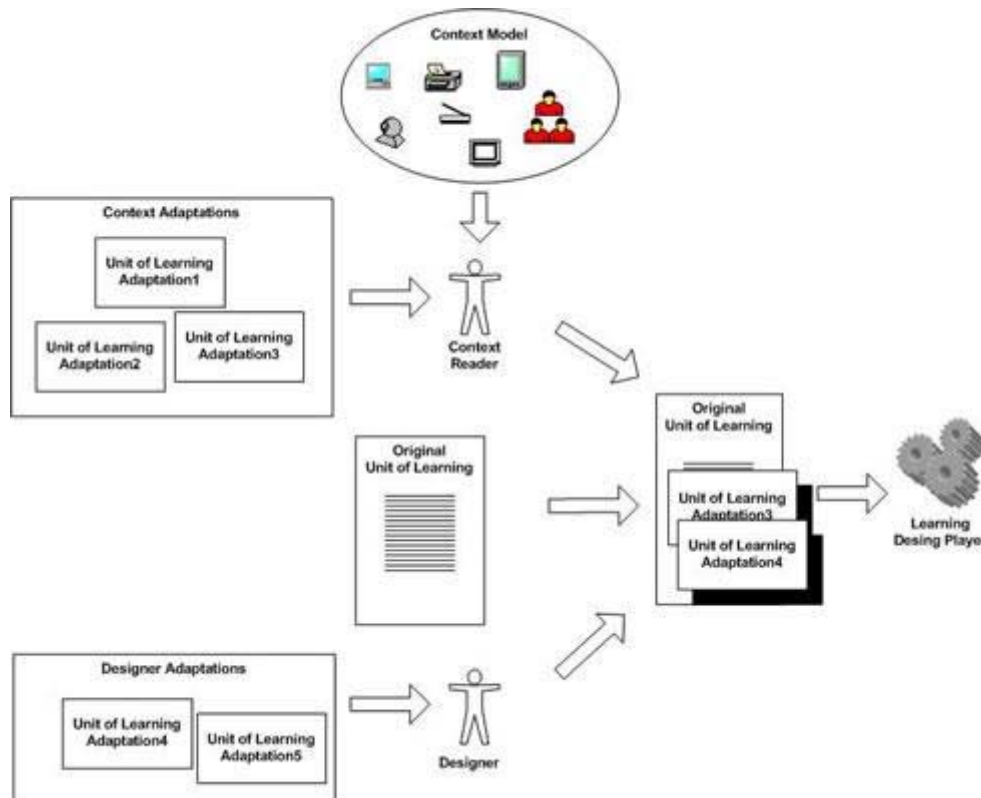 Context Model
Context Adaptations
Unit of Learning
Adaptation1
Unit of Learning
Adaptation2
Unit of Learning
Adaptation3
Context
Reader
Original
Unit of Learning
Original
Unit of Learning
Unit of Learning
Adaptation3
Unit of Learning
Adaptation4
Learning
Desing Playe
Designer Adaptations
Unit of Learning
Adaptation4
Unit of Learning
Adaptation5
Designer